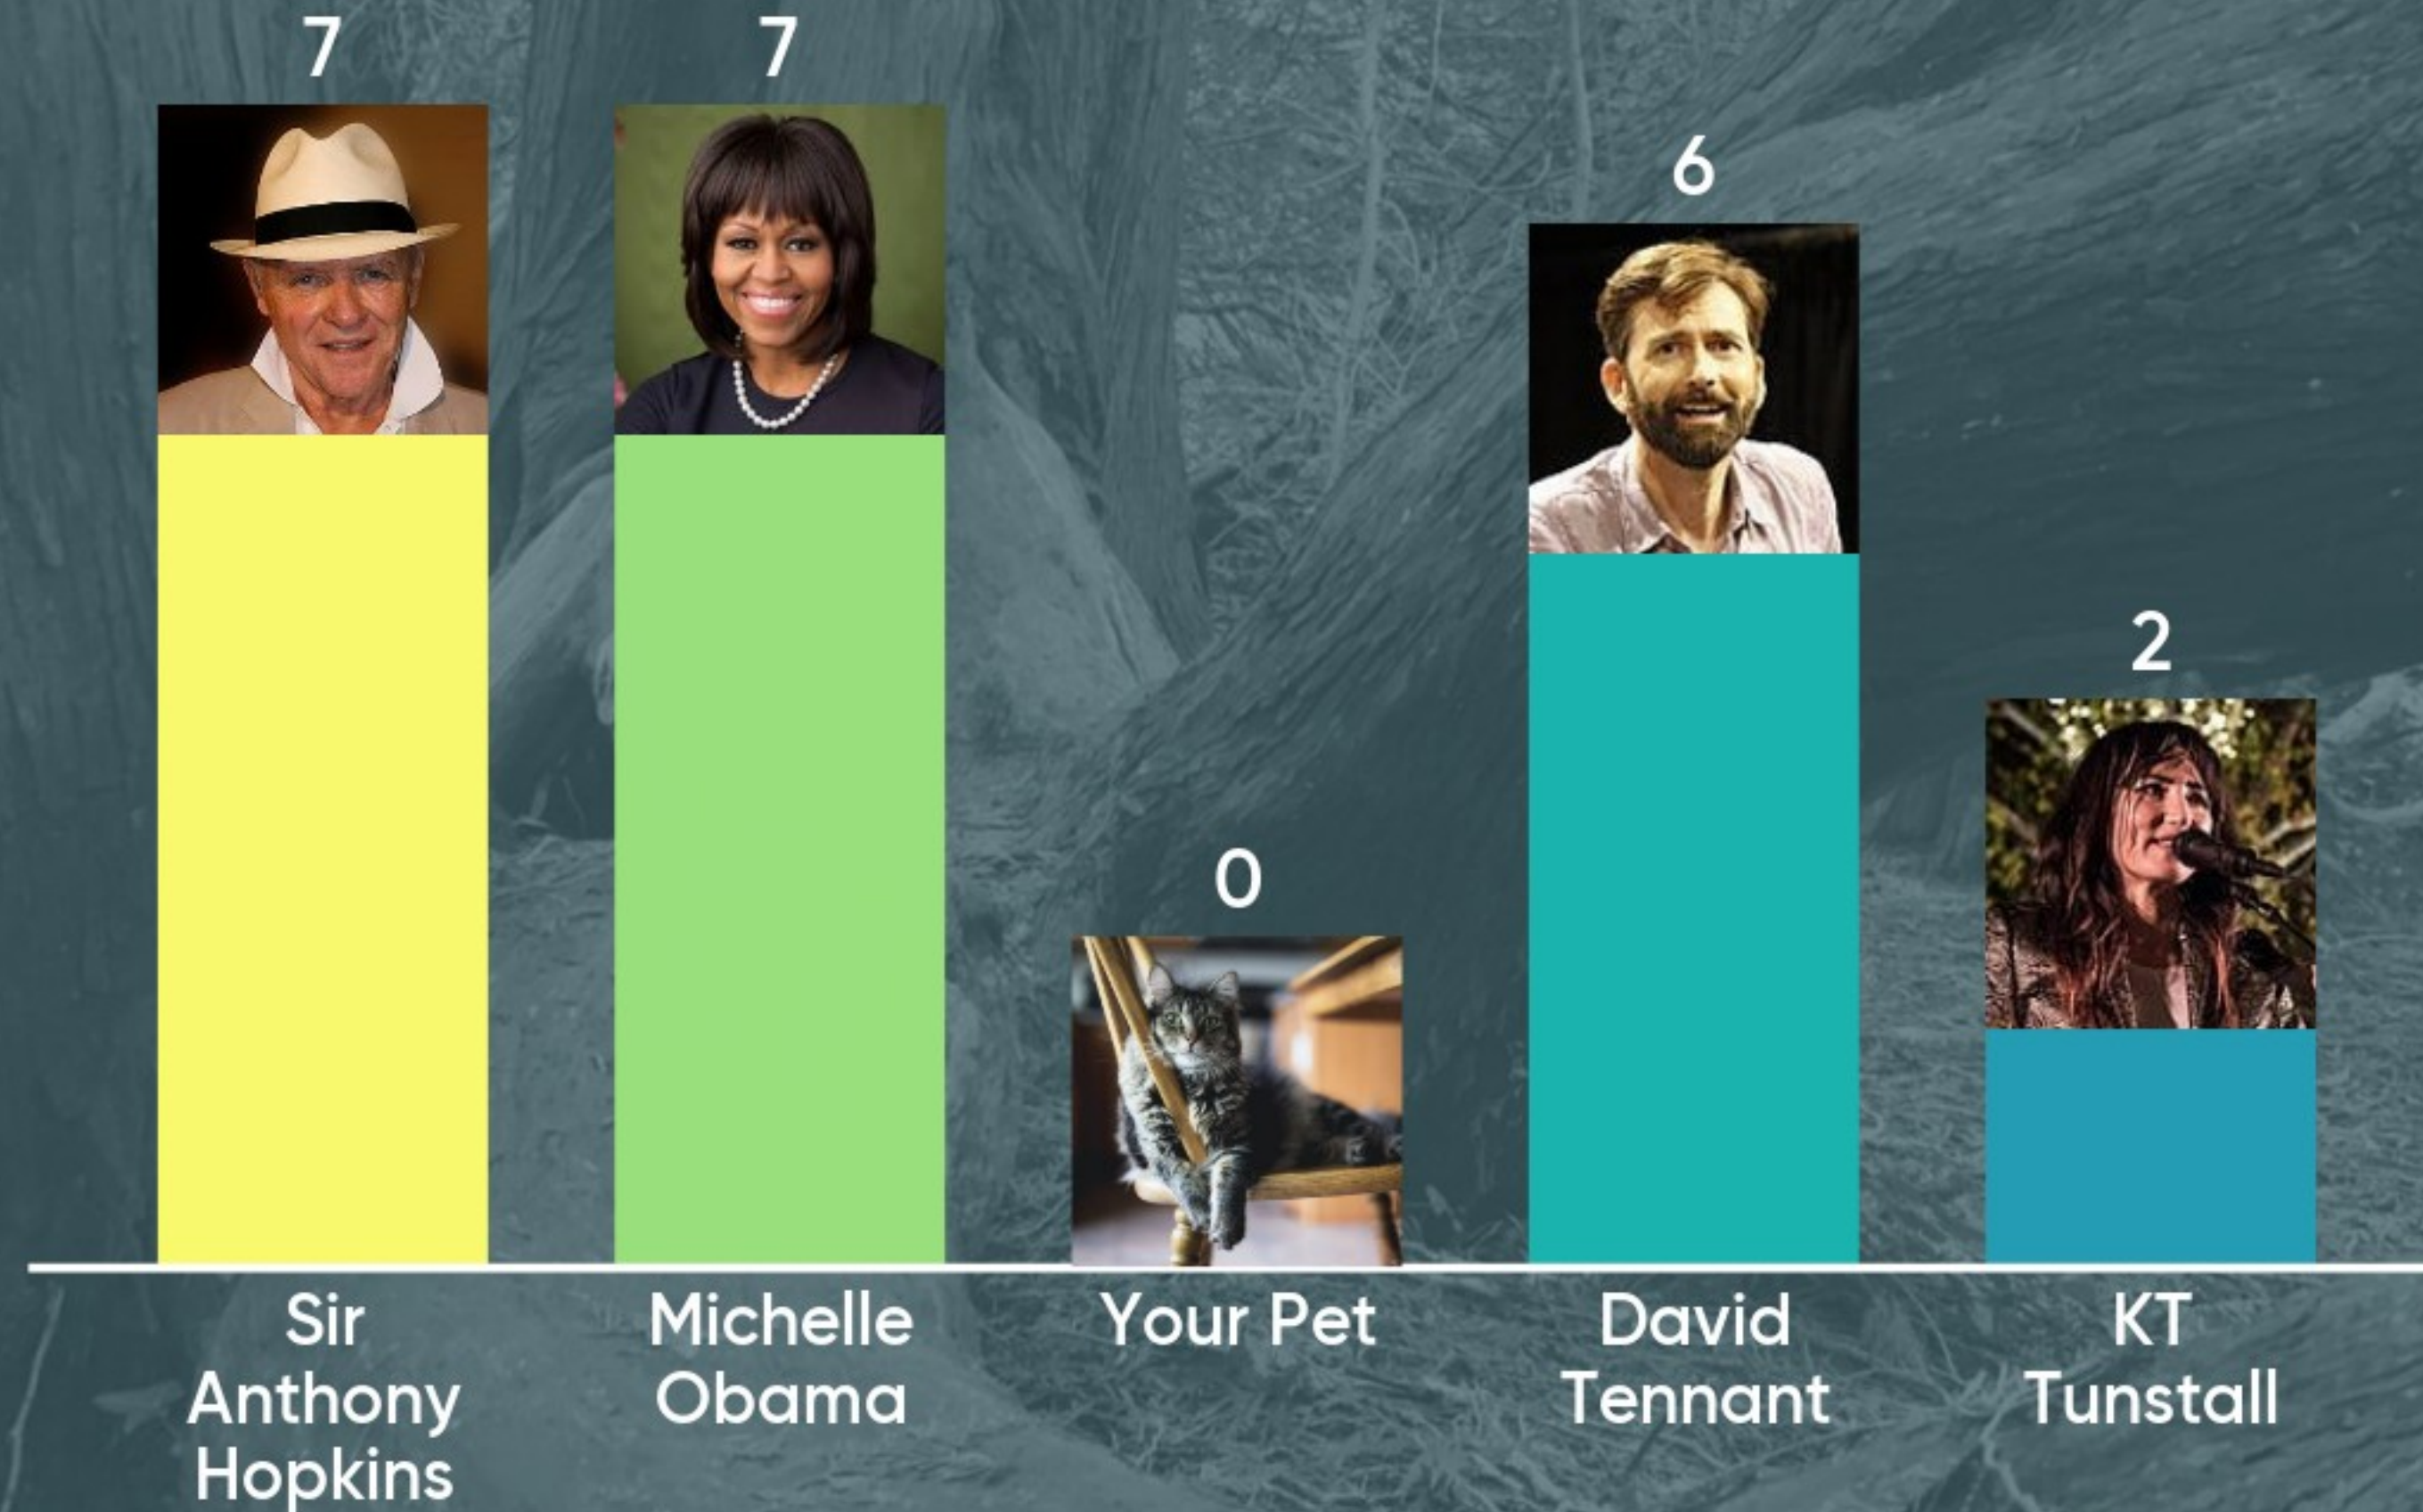 7
7
6
2
0
Sir
Anthony
Hopkins
Michelle
Obama
Your Pet
David
Tennant
KT
Tunstall